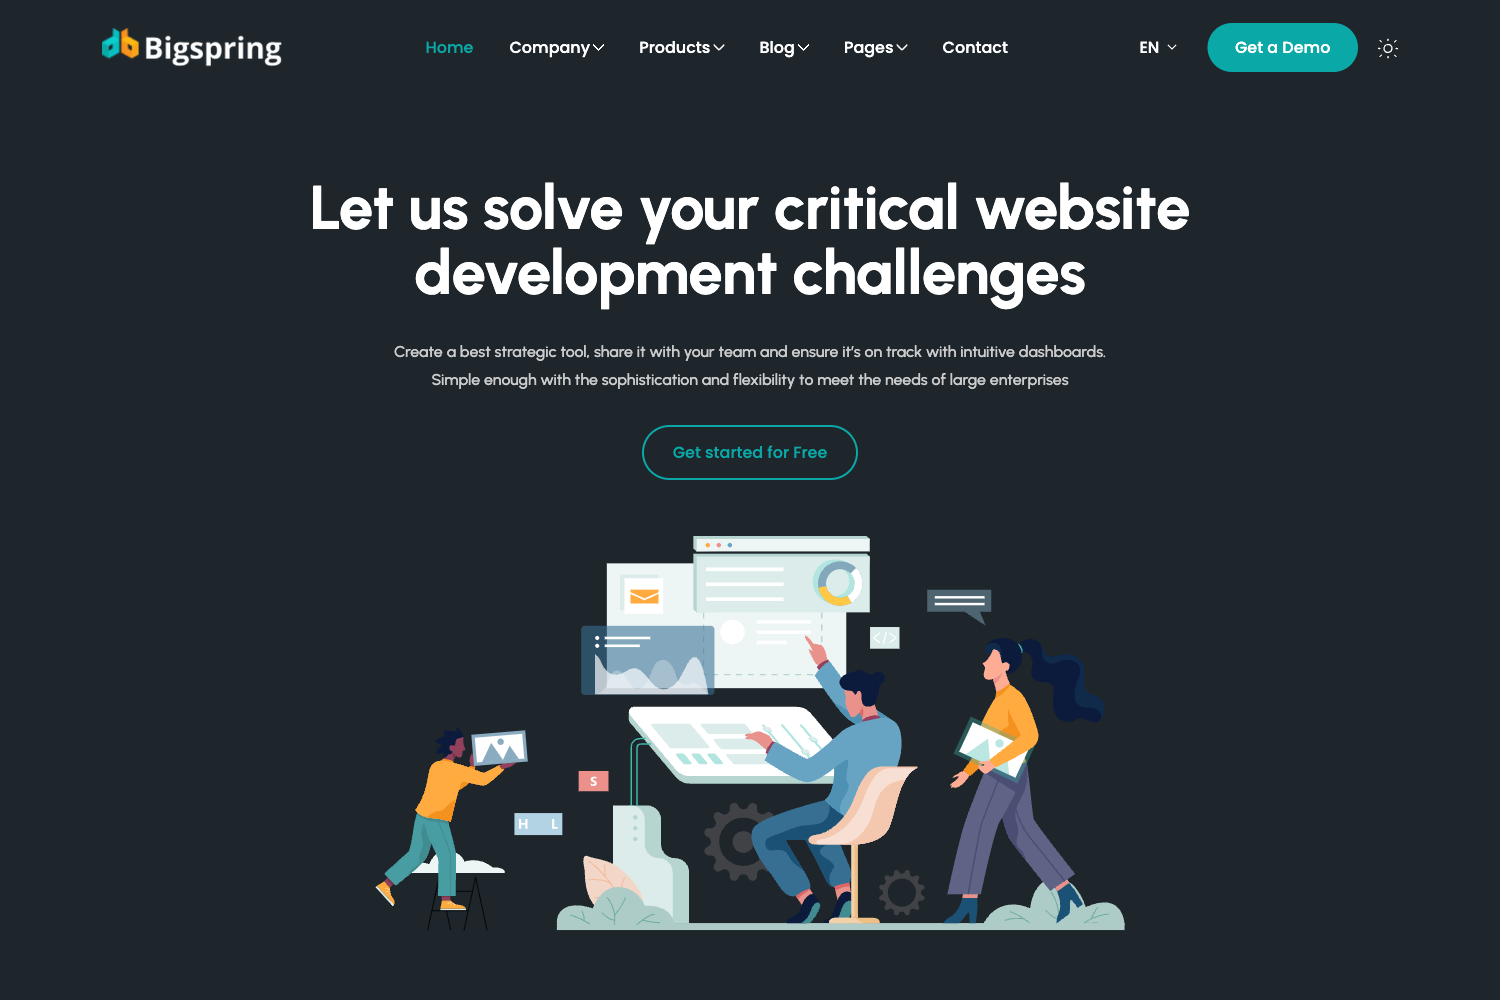 Bigspring
Home Company Products Blog Pages Contact
EN
Get a Demo
Let us solve your critical website
development challenges
Create a best strategic tool, share it with your team and ensure it's on track with intuitive dashboards.
Simple enough with the sophistication and flexibility to meet the needs of large enterprises
Get started for Free
</>
S
H L